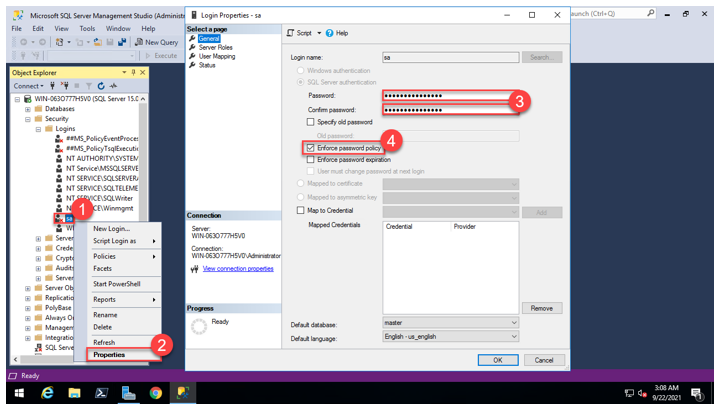 Microsoft SQL Server Management Studio (Administ
File Edit View Tools Window Help
New Query
Execute
Object Explorer
Connect
WIN-063O777H5V0 (SQL Server 15.0
Databases
Security
Logins
##MS_PolicyEventProces
##MS_PolicyTsqlExecutio
NT AUTHORITY\SYSTEM
NT Service\MSSQLSERVE
NT SERVICE\SQLSERVERA
NT SERVICE\SQLTELEME
NT SERVICE\SQLWriter
NT SERVICE\Winmgmt
sa
1
Server
Crede
Crypt
Audits
Server
Server Ob
Replicatio
PolyBase
Always O
Managem
Integratio
SQL Serve
New Login...
Script Login as
Policies
Facets
Start PowerShell
Reports
Rename
Delete
Refresh
Properties
2
Ready
Login Properties - sa
Select a page
General
Server Roles
User Mapping
Status
Connection
Server:
WIN-063O777H5V0
Connection:
WIN-063O777H5V0\Administrator
View connection properties
Progress
Ready
Script
Help
Login name:
sa
Search...
Windows authentication
SQL Server authentication
Password:
•••••••••••••••
Confirm password:
•••••••••••••••
3
Specify old password
Old password:
Enforce password policy
4
Enforce password expiration
User must change password at next login
Mapped to certificate
Mapped to asymmetric key
Map to Credential
Add
Mapped Credentials
Credential Provider
Remove
Default database:
master
Default language:
English - us_english
OK
Cancel
aunch (Ctrl+Q)
3:08 AM
9/22/2021
1